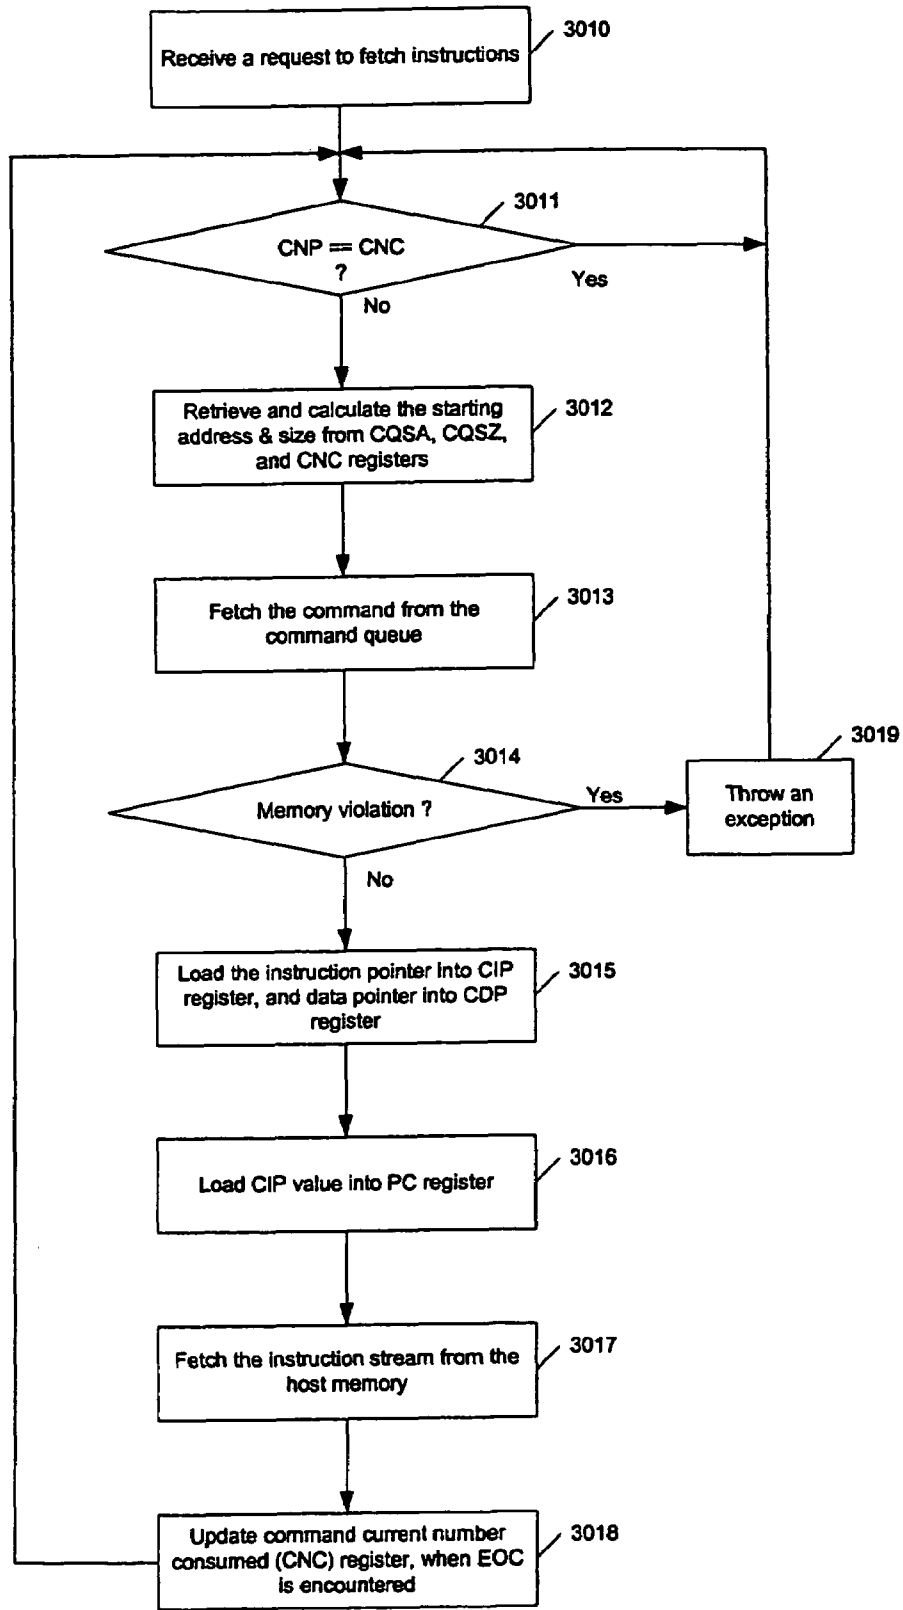 3010
Receive a request to fetch instructions
3011
CNP == CNC
?
Yes
No
Retrieve and calculate the starting
address & size from CQSA, CQSZ,
and CNC registers
3012
Fetch the command from the
command queue
3013
3014
Memory violation ?
Yes
3019
Throw an
exception
No
Load the instruction pointer into CIP
register, and data pointer into CDP
register
3015
Load CIP value into PC register
3016
Fetch the instruction stream from the
host memory
3017
Update command current number
consumed (CNC) register, when EOC
is encountered
3018